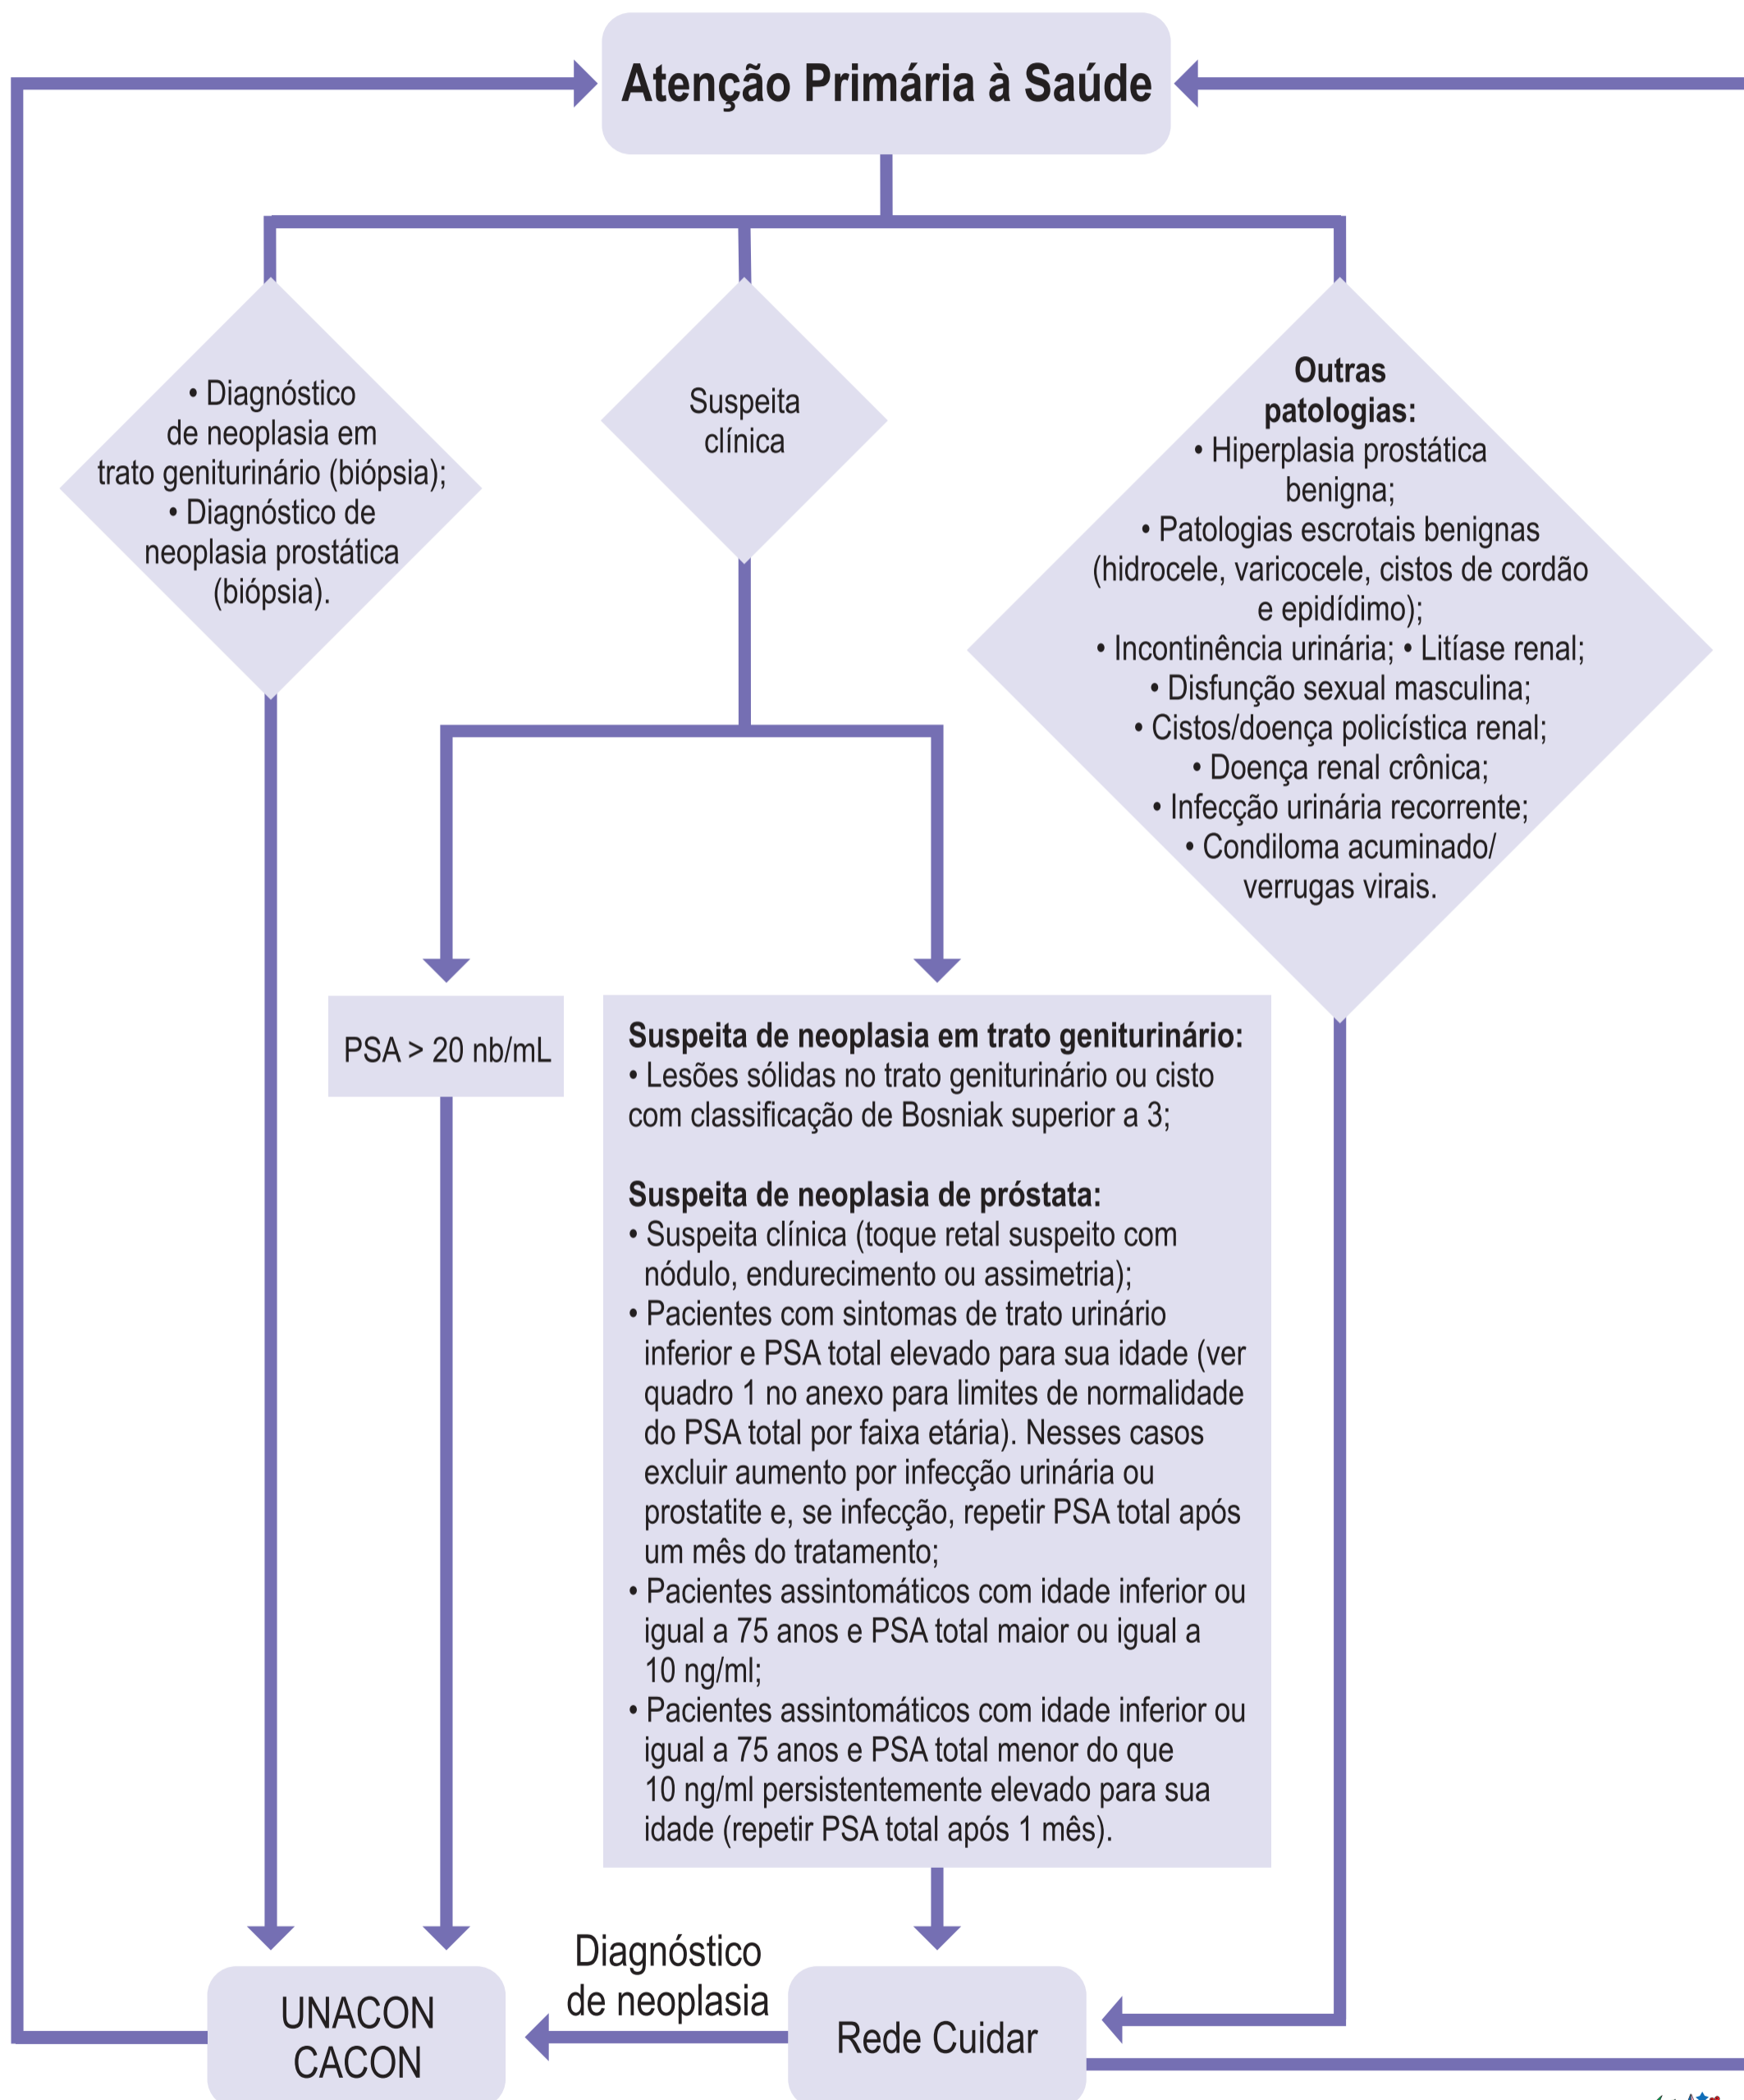 Atenção Primária à Saúde
• Diagnóstico
de neoplasia em
trato geniturinário (biópsia);
• Diagnóstico de
neoplasia prostática
(biópsia).
Suspeita
clínica
Outras
patologias:
• Hiperplasia prostática
benigna;
• Patologias escrotais benignas
(hidrocele, varicocele, cistos de cordão
e epidídimo);
• Incontinência urinária; • Litíase renal;
• Disfunção sexual masculina;
• Cistos/doença policística renal;
• Doença renal crônica;
• Infecção urinária recorrente;
• Condiloma acuminado/
verrugas virais.
PSA > 20 nb/mL
Suspeita de neoplasia em trato geniturinário:
• Lesões sólidas no trato geniturinário ou cisto
com classificação de Bosniak superior a 3;
Suspeita de neoplasia de próstata:
• Suspeita clínica (toque retal suspeito com
nódulo, endurecimento ou assimetria);
• Pacientes com sintomas de trato urinário
inferior e PSA total elevado para sua idade (ver
quadro 1 no anexo para limites de normalidade
do PSA total por faixa etária). Nesses casos
excluir aumento por infecção urinária ou
prostatite e, se infecção, repetir PSA total após
um mês do tratamento;
• Pacientes assintomáticos com idade inferior ou
igual a 75 anos e PSA total maior ou igual a
10 ng/ml;
• Pacientes assintomáticos com idade inferior ou
igual a 75 anos e PSA total menor do que
10 ng/ml persistentemente elevado para sua
idade (repetir PSA total após 1 mês).
Diagnóstico
de neoplasia
UNACON
CACON
Rede Cuidar